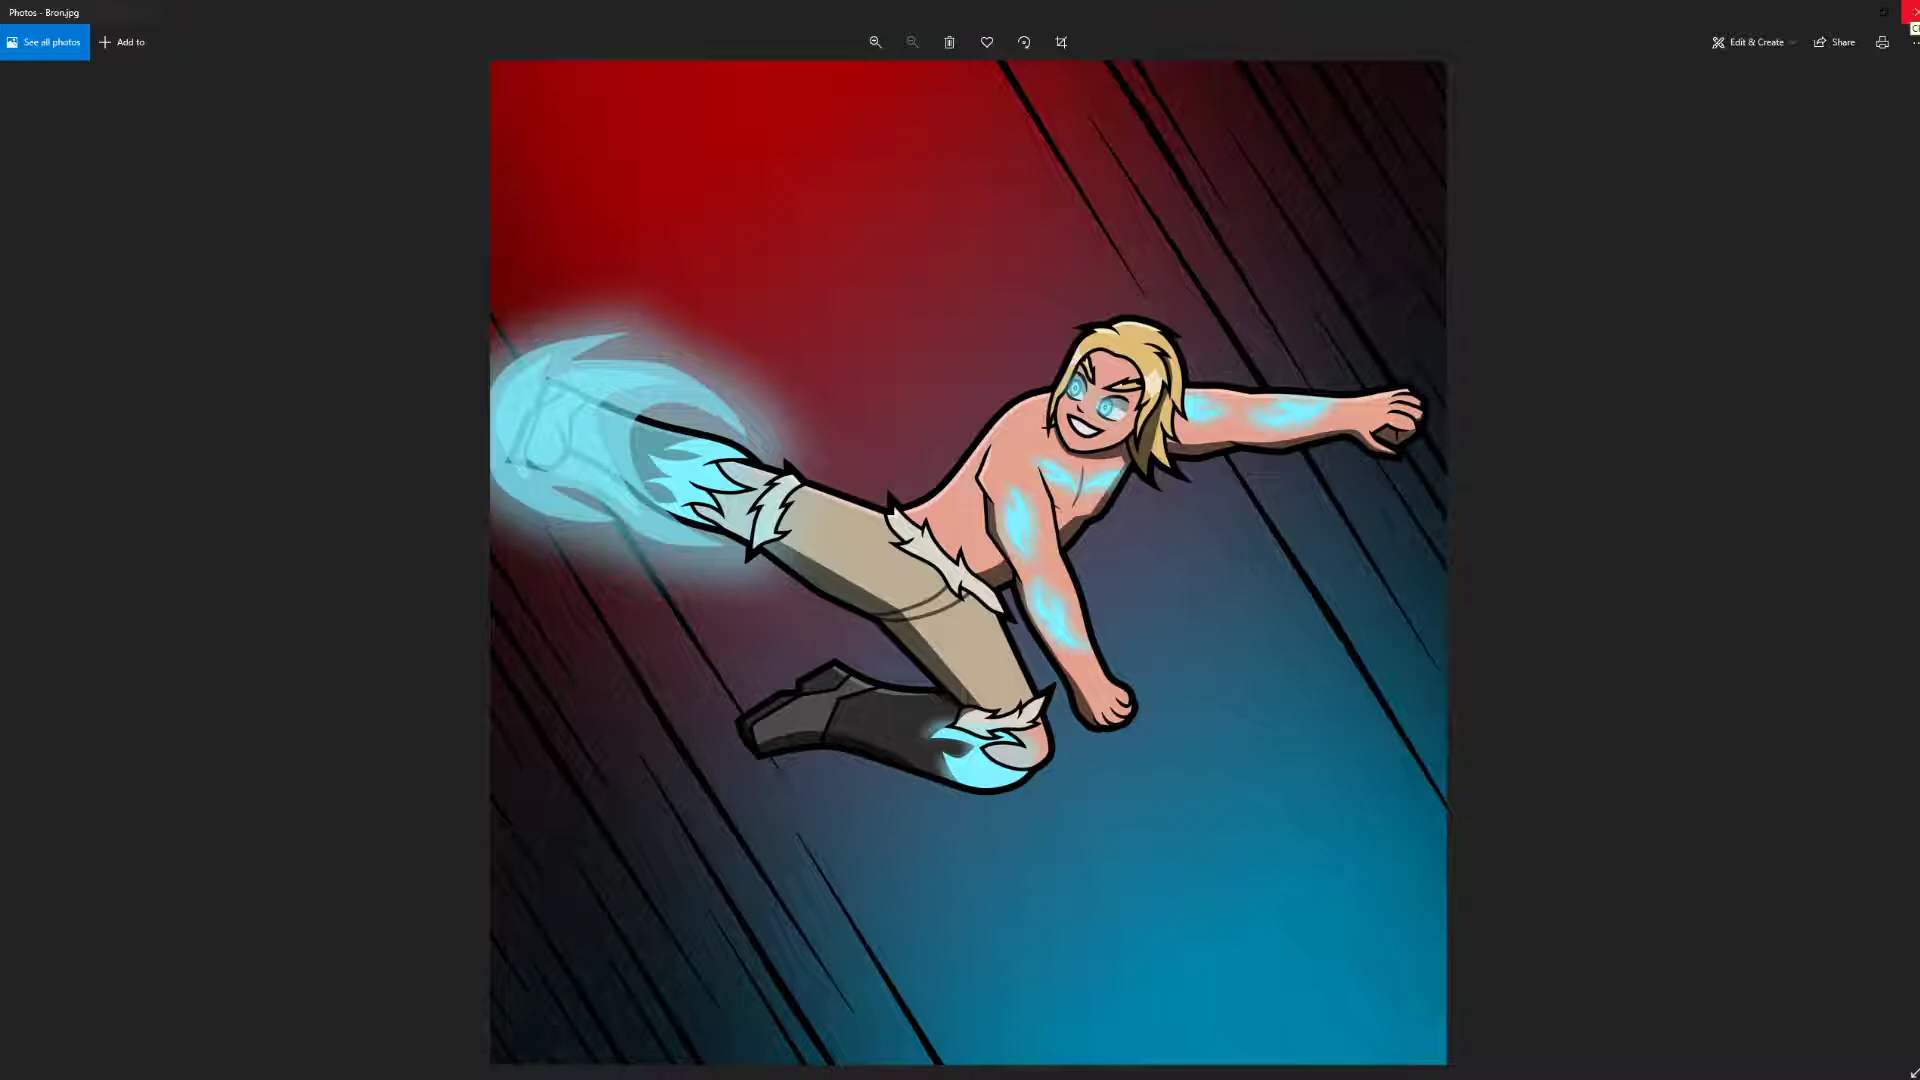 Photos - Bron.jpg
See all photos
Add to
Edit & Create
Share